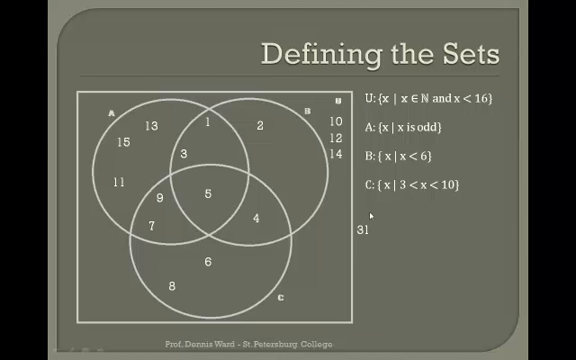 Defining the Sets
U: {x | x ∈ ℕ and x < 16}
A: {x | x is odd}
B: { x | x < 6}
C: { x | 3 < x < 10}
A
B
U
13
1
2
10
12
14
15
3
11
9
5
7
4
31
6
8
C
Prof. Dennis Ward - St. Petersburg College